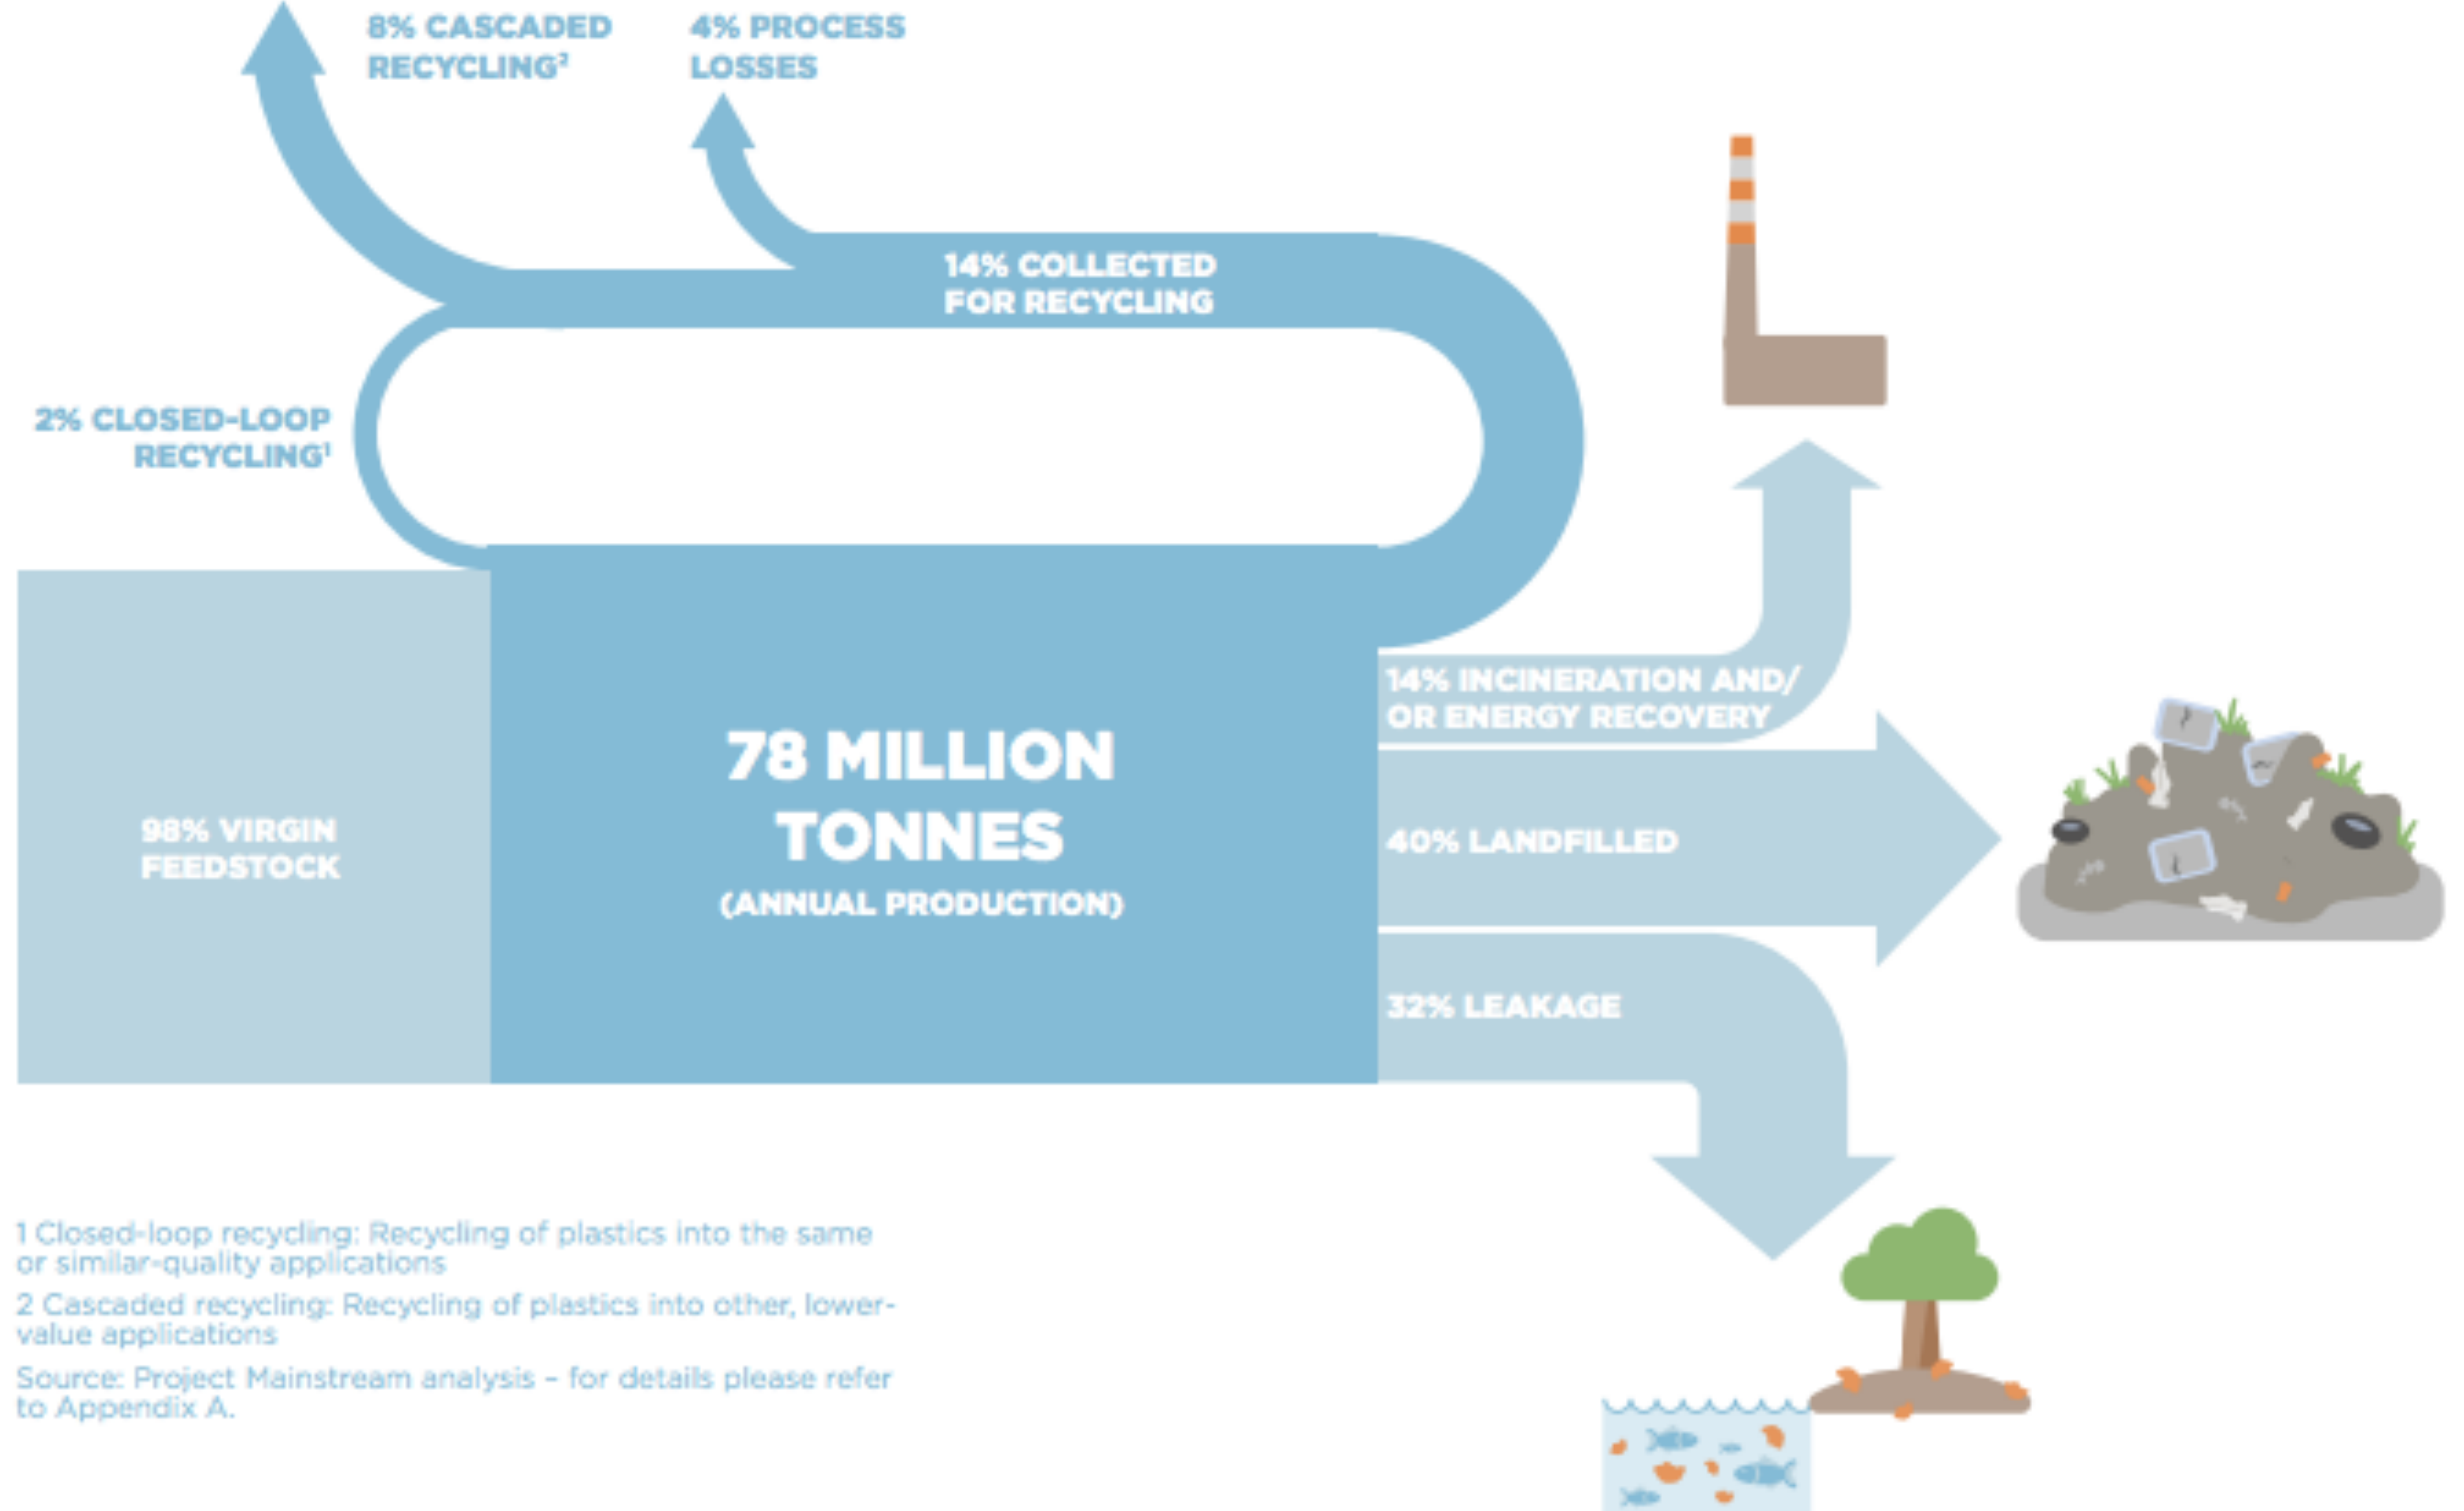 8% CASCADED
RECYCLING²
4% PROCESS
LOSSES
14% COLLECTED
FOR RECYCLING
2% CLOSED-LOOP
RECYCLING¹
98% VIRGIN
FEEDSTOCK
78 MILLION
TONNES
(ANNUAL PRODUCTION)
14% INCINERATION AND/
OR ENERGY RECOVERY
40% LANDFILLED
32% LEAKAGE
1 Closed-loop recycling: Recycling of plastics into the same
or similar-quality applications
2 Cascaded recycling: Recycling of plastics into other, lower-
value applications
Source: Project Mainstream analysis – for details please refer
to Appendix A.